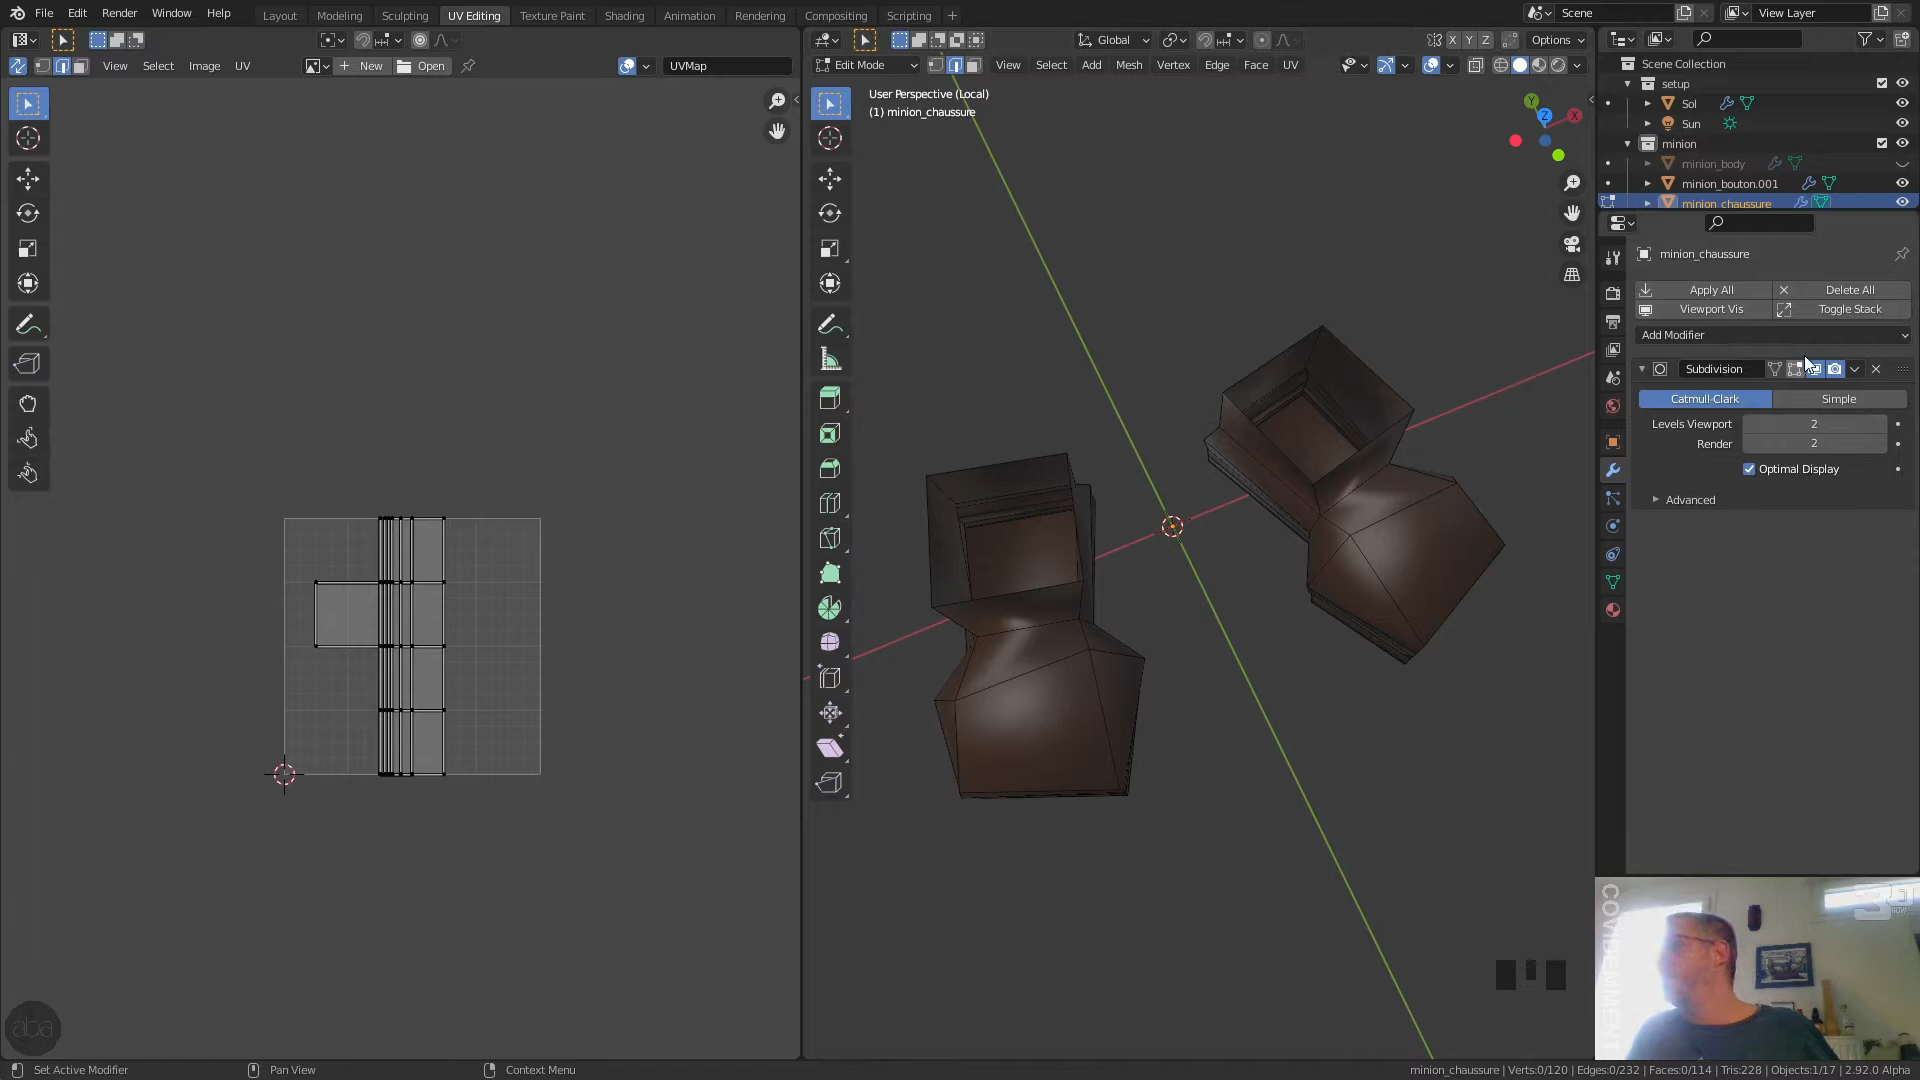 File Edit Render Window Help Layout Modeling Sculpting UV Editing Texture Paint Shading Animation Rendering Compositing Scripting + Scene View Layer
New Open UVMap
View Select Image UV
Global X Y Z Options
Edit Mode View Select Add Mesh Vertex Edge Face UV
User Perspective (Local)
(1) minion_chaussure
Y
Z
X
Scene Collection
setup
Sol
Sun
minion
minion_body
minion_bouton.001
minion_chaussure
minion_chaussure
Apply All Delete All
Viewport Vis Toggle Stack
Add Modifier
Subdivision
Catmull-Clark Simple
Levels Viewport 2
Render 2
Optimal Display
Advanced
COVIDEMMENT
aba
Set Active Modifier Pan View Context Menu
minion_chaussure | Verts:0/120 | Edges:0/232 | Faces:0/114 | Tris:228 | Objects:1/17 | 2.92.0 Alpha